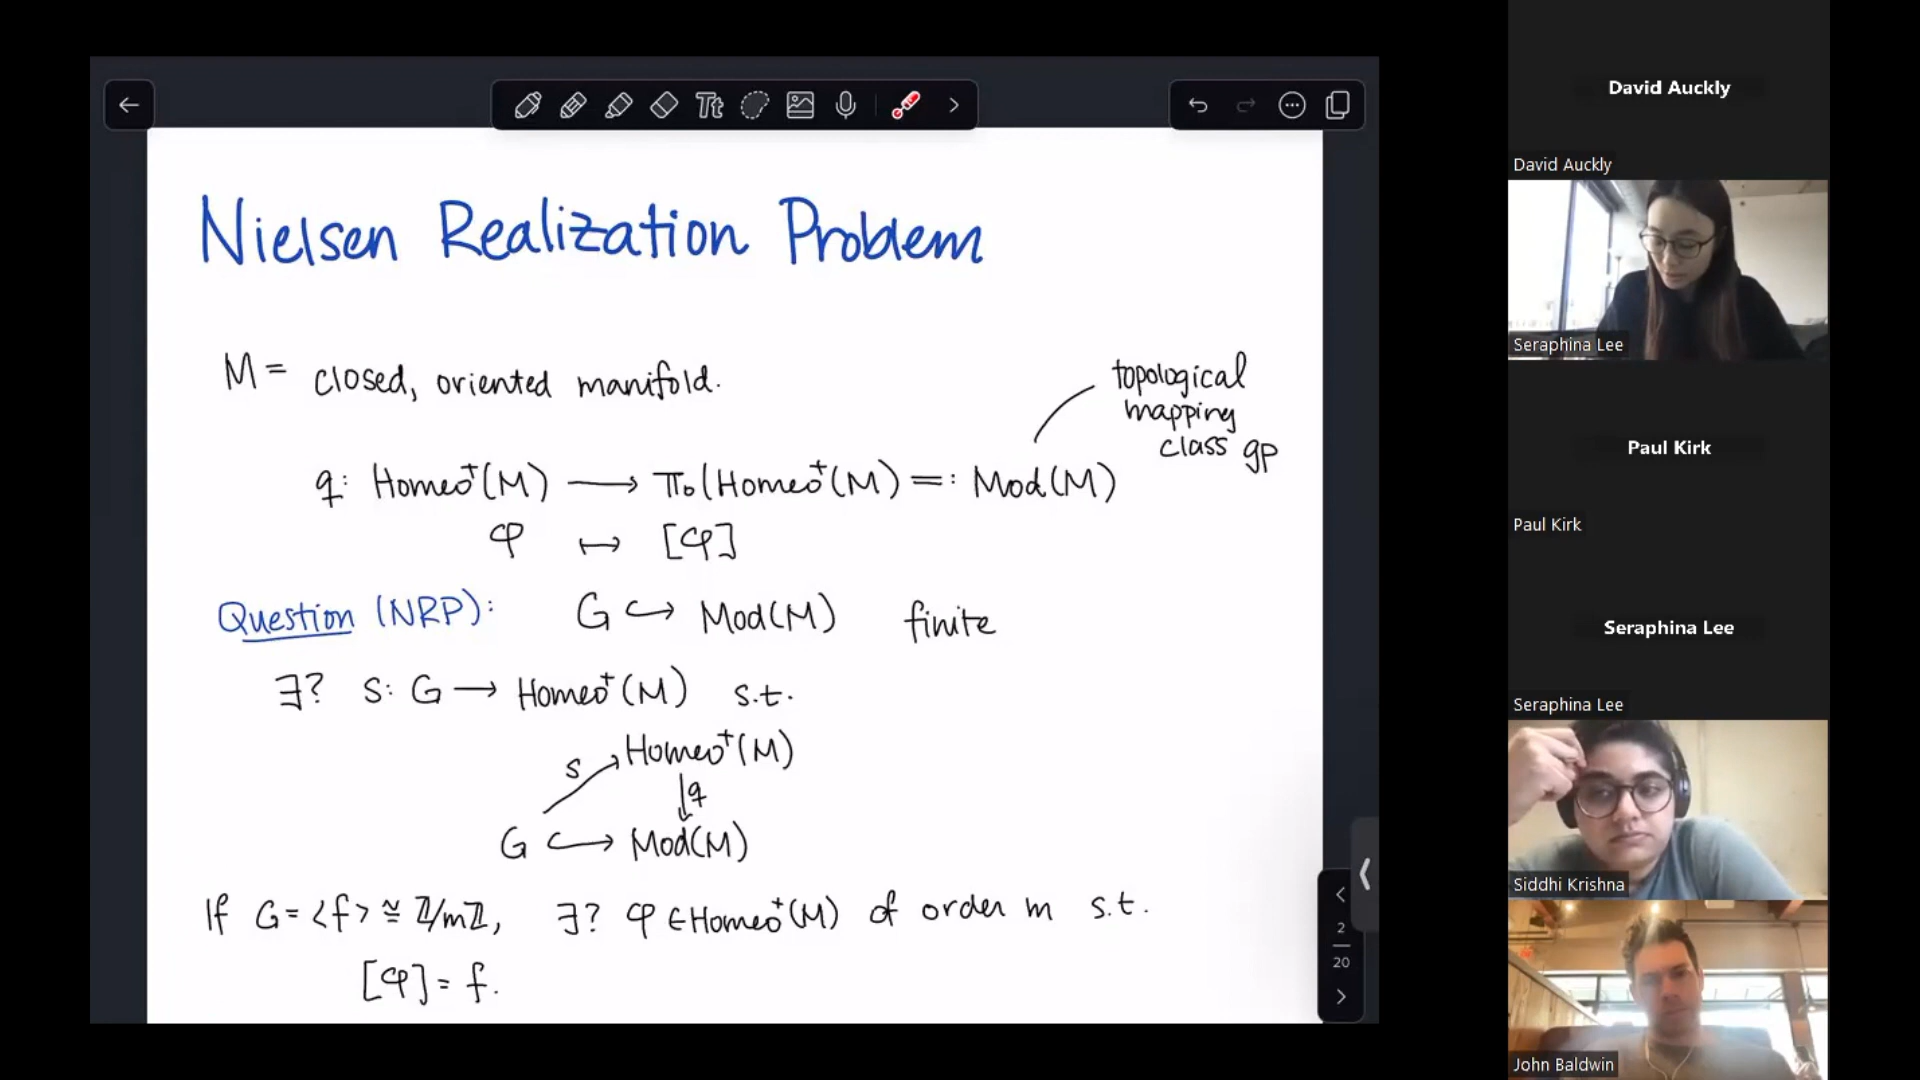 Tt
Nielsen Realization Problem
M = closed, oriented manifold.
topological
mapping
class gp
q: Homeo⁺(M) ⟶ π₀(Homeo⁺(M) =: Mod(M)
φ ↦ [φ]
Question (NRP): G ↪ Mod(M) finite
∃? s: G → Homeo⁺(M) s.t.
s Homeo⁺(M)
↓q
G ↪ Mod(M)
If G = <f> ≅ ℤ/mℤ, ∃? φ ∈ Homeo⁺(M) of order m s.t.
[φ] = f.
2
20
David Auckly
David Auckly
Seraphina Lee
Paul Kirk
Paul Kirk
Seraphina Lee
Seraphina Lee
Siddhi Krishna
John Baldwin